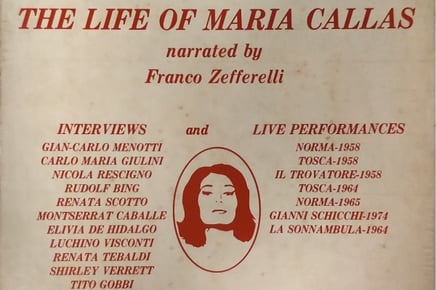 THE LIFE OF MARIA CALLAS
narrated by
Franco Zefferelli
INTERVIEWS and LIVE PERFORMANCES
GIAN-CARLO MENOTTI
CARLO MARIA GIULINI
NICOLA RESCIGNO
RUDOLF BING
RENATA SCOTTO
MONTSERRAT CABALLE
ELIVIA DE HIDALGO
LUCHINO VISCONTI
RENATA TEBALDI
SHIRLEY VERRETT
TITO GOBBI
NORMA-1958
TOSCA-1958
IL TROVATORE-1958
TOSCA-1964
NORMA-1965
GIANNI SCHICCHI-1974
LA SONNAMBULA-1964